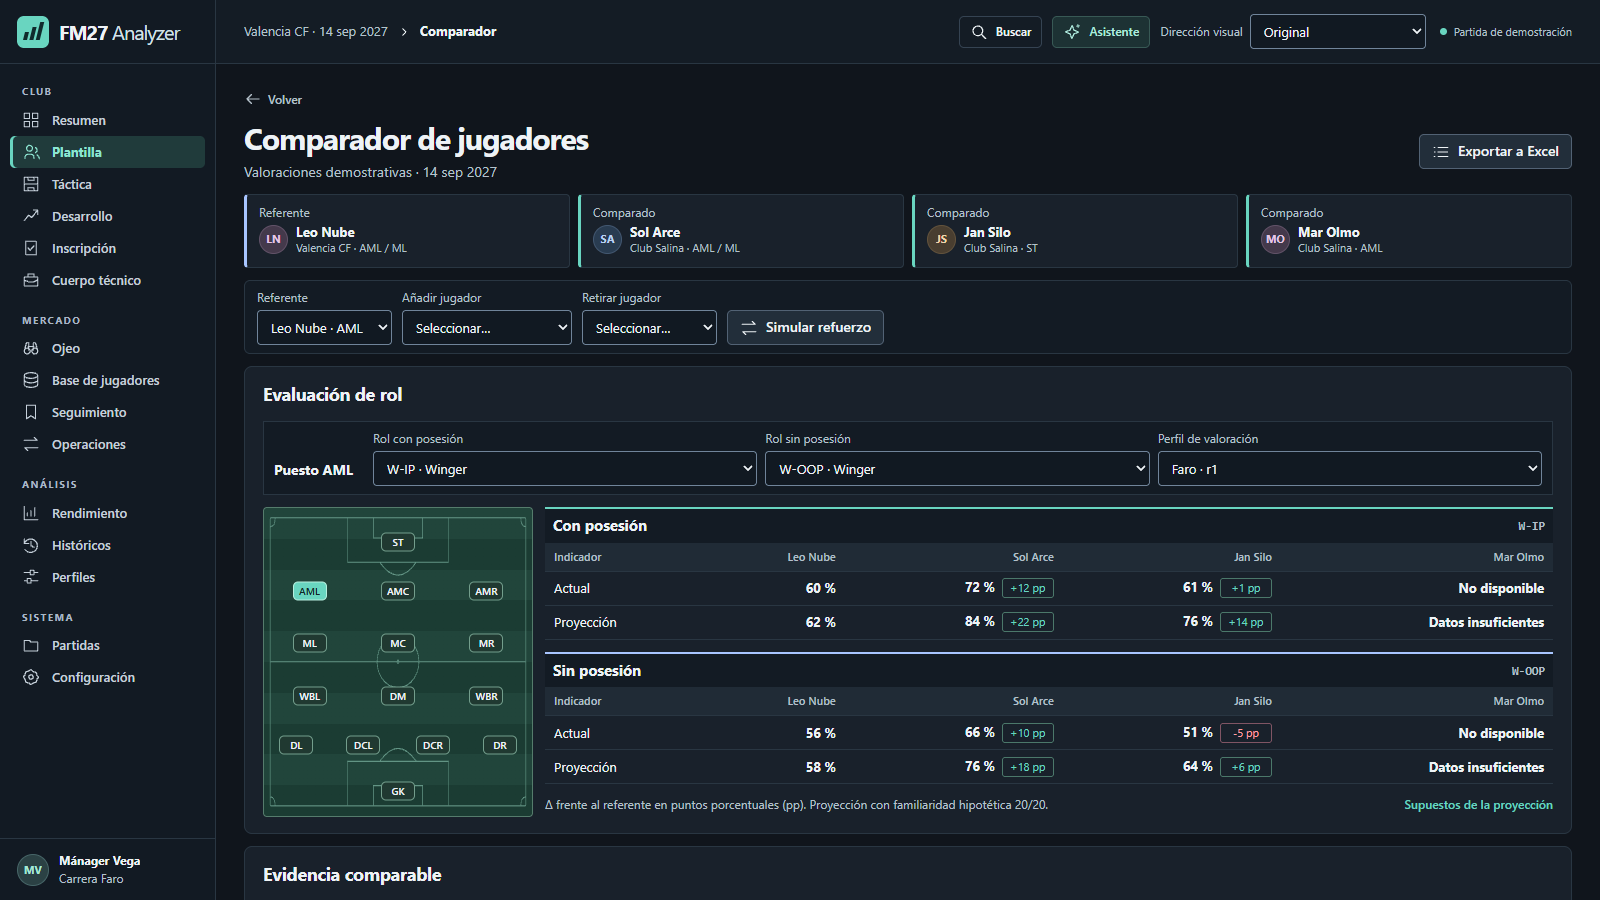 FM27 Analyzer
Valencia CF · 14 sep 2027 > Comparador
Buscar
Asistente
Dirección visual
Original
Partida de demostración
CLUB
Resumen
Plantilla
Táctica
Desarrollo
Inscripción
Cuerpo técnico
MERCADO
Ojeo
Base de jugadores
Seguimiento
Operaciones
ANÁLISIS
Rendimiento
Históricos
Perfiles
SISTEMA
Partidas
Configuración
MV
Mánager Vega
Carrera Faro
← Volver
Comparador de jugadores
Valoraciones demostrativas · 14 sep 2027
Exportar a Excel
Referente
LN
Leo Nube
Valencia CF · AML / ML
Comparado
SA
Sol Arce
Club Salina · AML / ML
Comparado
JS
Jan Silo
Club Salina · ST
Comparado
MO
Mar Olmo
Club Salina · AML
Referente
Leo Nube · AML
Añadir jugador
Seleccionar...
Retirar jugador
Seleccionar...
Simular refuerzo
Evaluación de rol
Puesto AML
Rol con posesión
W-IP · Winger
Rol sin posesión
W-OOP · Winger
Perfil de valoración
Faro · r1
ST
AML AMC AMR
ML MC MR
WBL DM WBR
DL DCL DCR DR
GK
Con posesión W-IP
Indicador Leo Nube Sol Arce Jan Silo Mar Olmo
Actual 60 % 72 % +12 pp 61 % +1 pp No disponible
Proyección 62 % 84 % +22 pp 76 % +14 pp Datos insuficientes
Sin posesión W-OOP
Indicador Leo Nube Sol Arce Jan Silo Mar Olmo
Actual 56 % 66 % +10 pp 51 % -5 pp No disponible
Proyección 58 % 76 % +18 pp 64 % +6 pp Datos insuficientes
Δ frente al referente en puntos porcentuales (pp). Proyección con familiaridad hipotética 20/20.
Supuestos de la proyección
Evidencia comparable